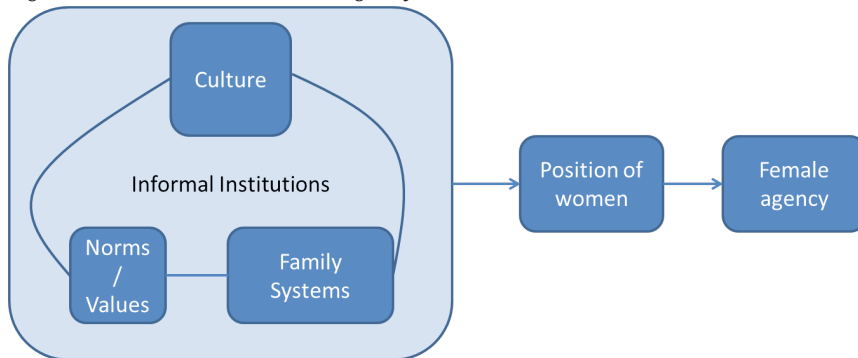 Culture
Informal Institutions
Norms
/
Values
Family
Systems
Position of
women
Female
agency